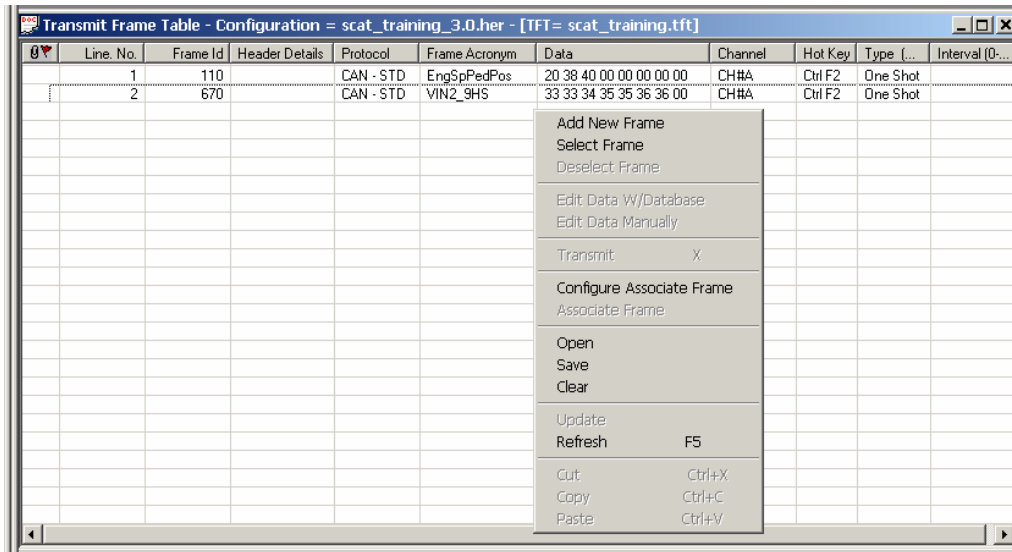 Transmit Frame Table - Configuration = scat_training_3.0.her - [TFT= scat_training.tft]
Line. No. Frame Id Header Details Protocol Frame Acronym Data Channel Hot Key Type (... Interval (0-...
1 110 CAN - STD EngSpPedPos 20 38 40 00 00 00 00 00 CH#A Ctrl F2 One Shot
2 670 CAN - STD VIN2_9HS 33 33 34 35 35 36 36 00 CH#A Ctrl F2 One Shot
Add New Frame
Select Frame
Deselect Frame
Edit Data W/Database
Edit Data Manually
Transmit X
Configure Associate Frame
Associate Frame
Open
Save
Clear
Update
Refresh F5
Cut Ctrl+X
Copy Ctrl+C
Paste Ctrl+V